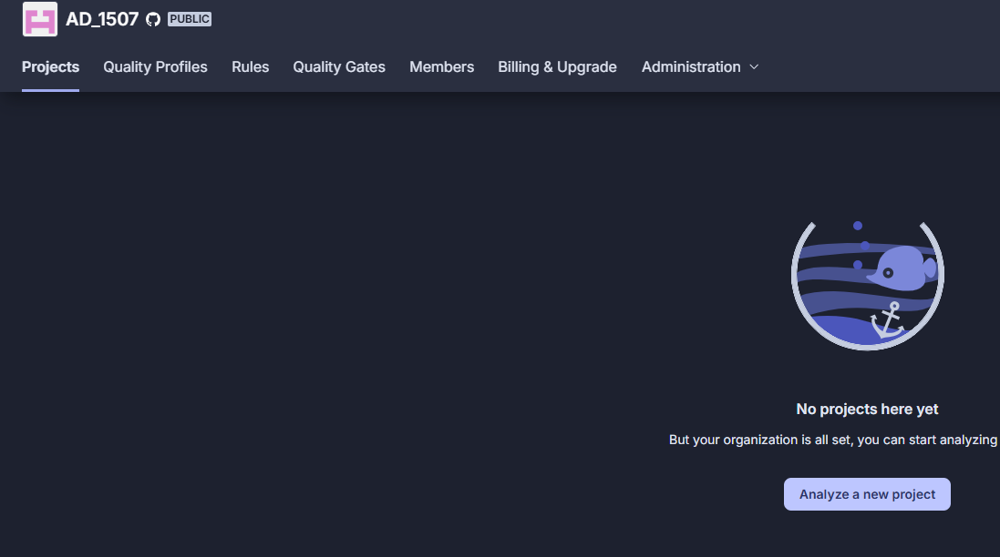 AD_1507 PUBLIC
Projects Quality Profiles Rules Quality Gates Members Billing & Upgrade Administration
No projects here yet
But your organization is all set, you can start analyzing
Analyze a new project